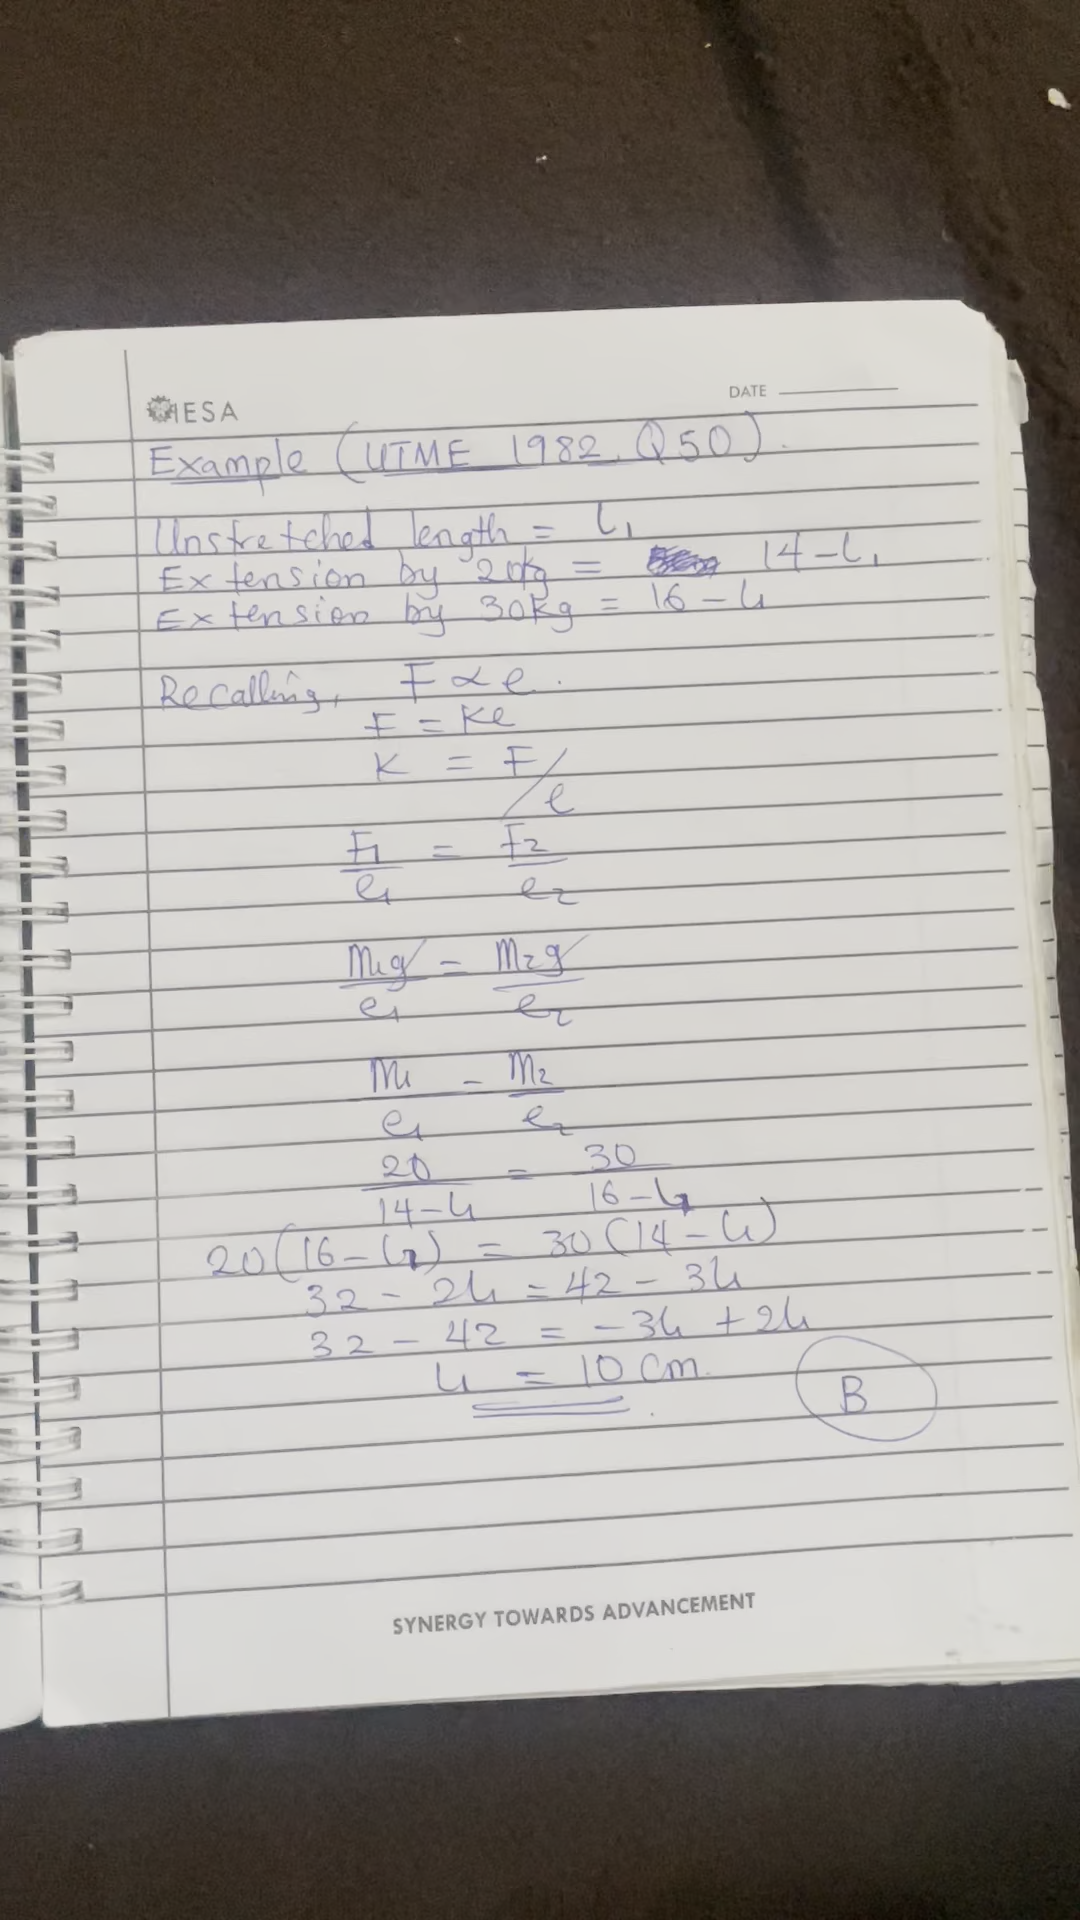 IESA
DATE
Example (UTME 1982, Q50).
Unstretched length = l₁
Extension by 20kg = 14-l₁
Extension by 30kg = 16-l₁
Recalling, F ∝ e.
F = Ke
K = F/e
F₁/e₁ = F₂/e₂
M₁g/e₁ = M₂g/e₂
M₁/e₁ = M₂/e₂
20/14-l₁ = 30/16-l₁
20(16-l₁) = 30(14-l₁)
32 - 2l₁ = 42 - 3l₁
32 - 42 = -3l₁ + 2l₁
l₁ = 10 cm.
B
SYNERGY TOWARDS ADVANCEMENT